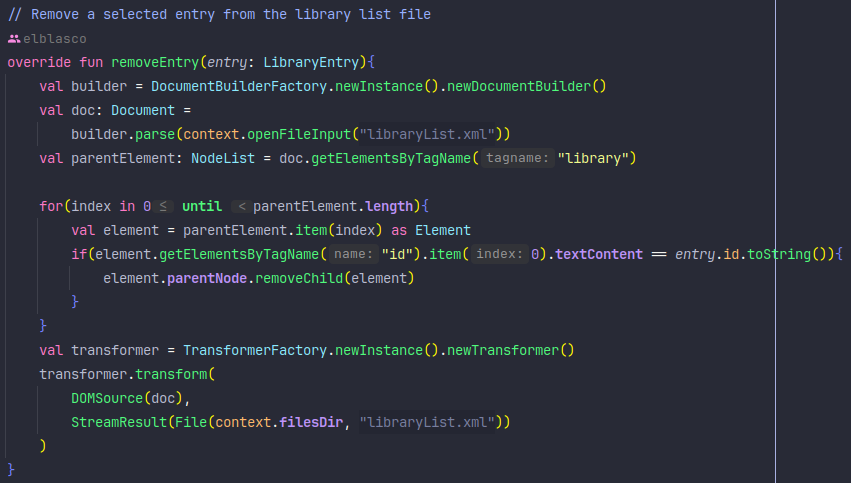 // Remove a selected entry from the library list file
elblasco
override fun removeEntry(entry: LibraryEntry){
    val builder = DocumentBuilderFactory.newInstance().newDocumentBuilder()
    val doc: Document =
        builder.parse(context.openFileInput("libraryList.xml"))
    val parentElement: NodeList = doc.getElementsByTagName( tagname: "library")
    for(index in 0 ≤ until < parentElement.length){
        val element = parentElement.item(index) as Element
        if(element.getElementsByTagName( name: "id").item( index: 0).textContent == entry.id.toString()){
            element.parentNode.removeChild(element)
        }
    }
    val transformer = TransformerFactory.newInstance().newTransformer()
    transformer.transform(
        DOMSource(doc),
        StreamResult(File(context.filesDir, "libraryList.xml"))
    )
}